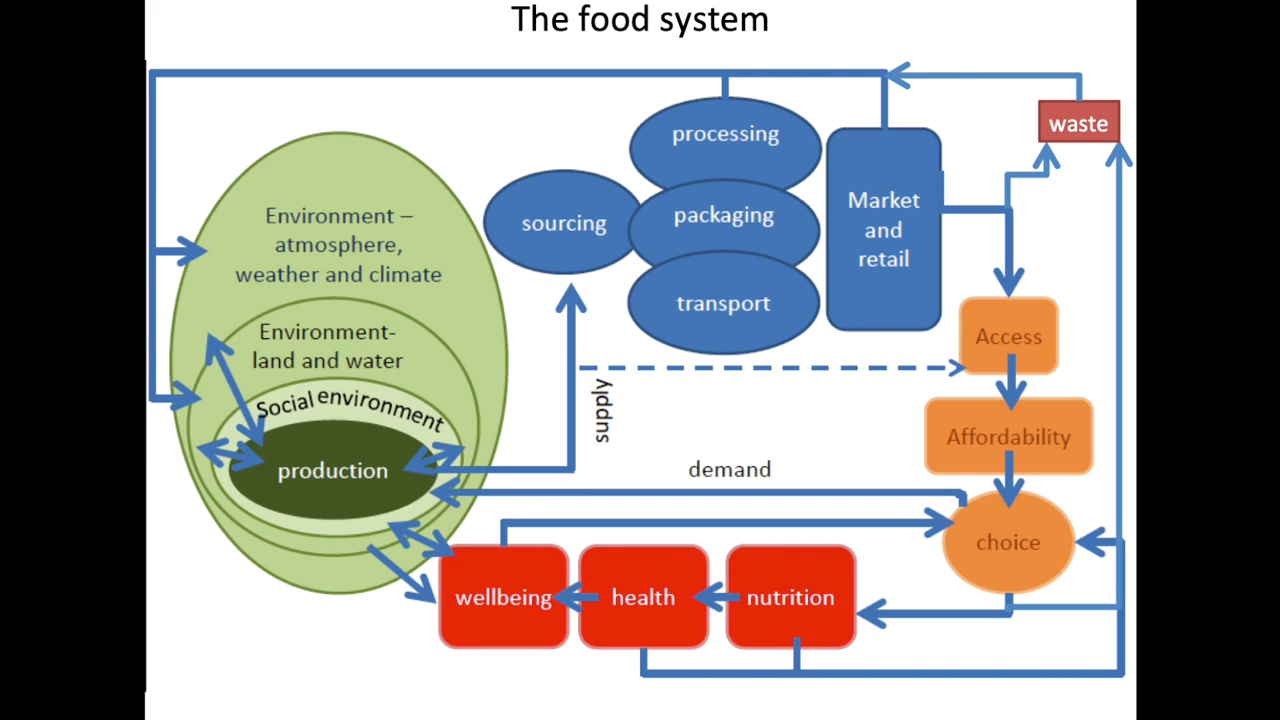 The food system
waste
processing
Environment –
atmosphere,
weather and climate
sourcing
packaging
Market
and
retail
transport
Environment-
land and water
Access
Social environment
supply
Affordability
production
demand
choice
wellbeing
health
nutrition